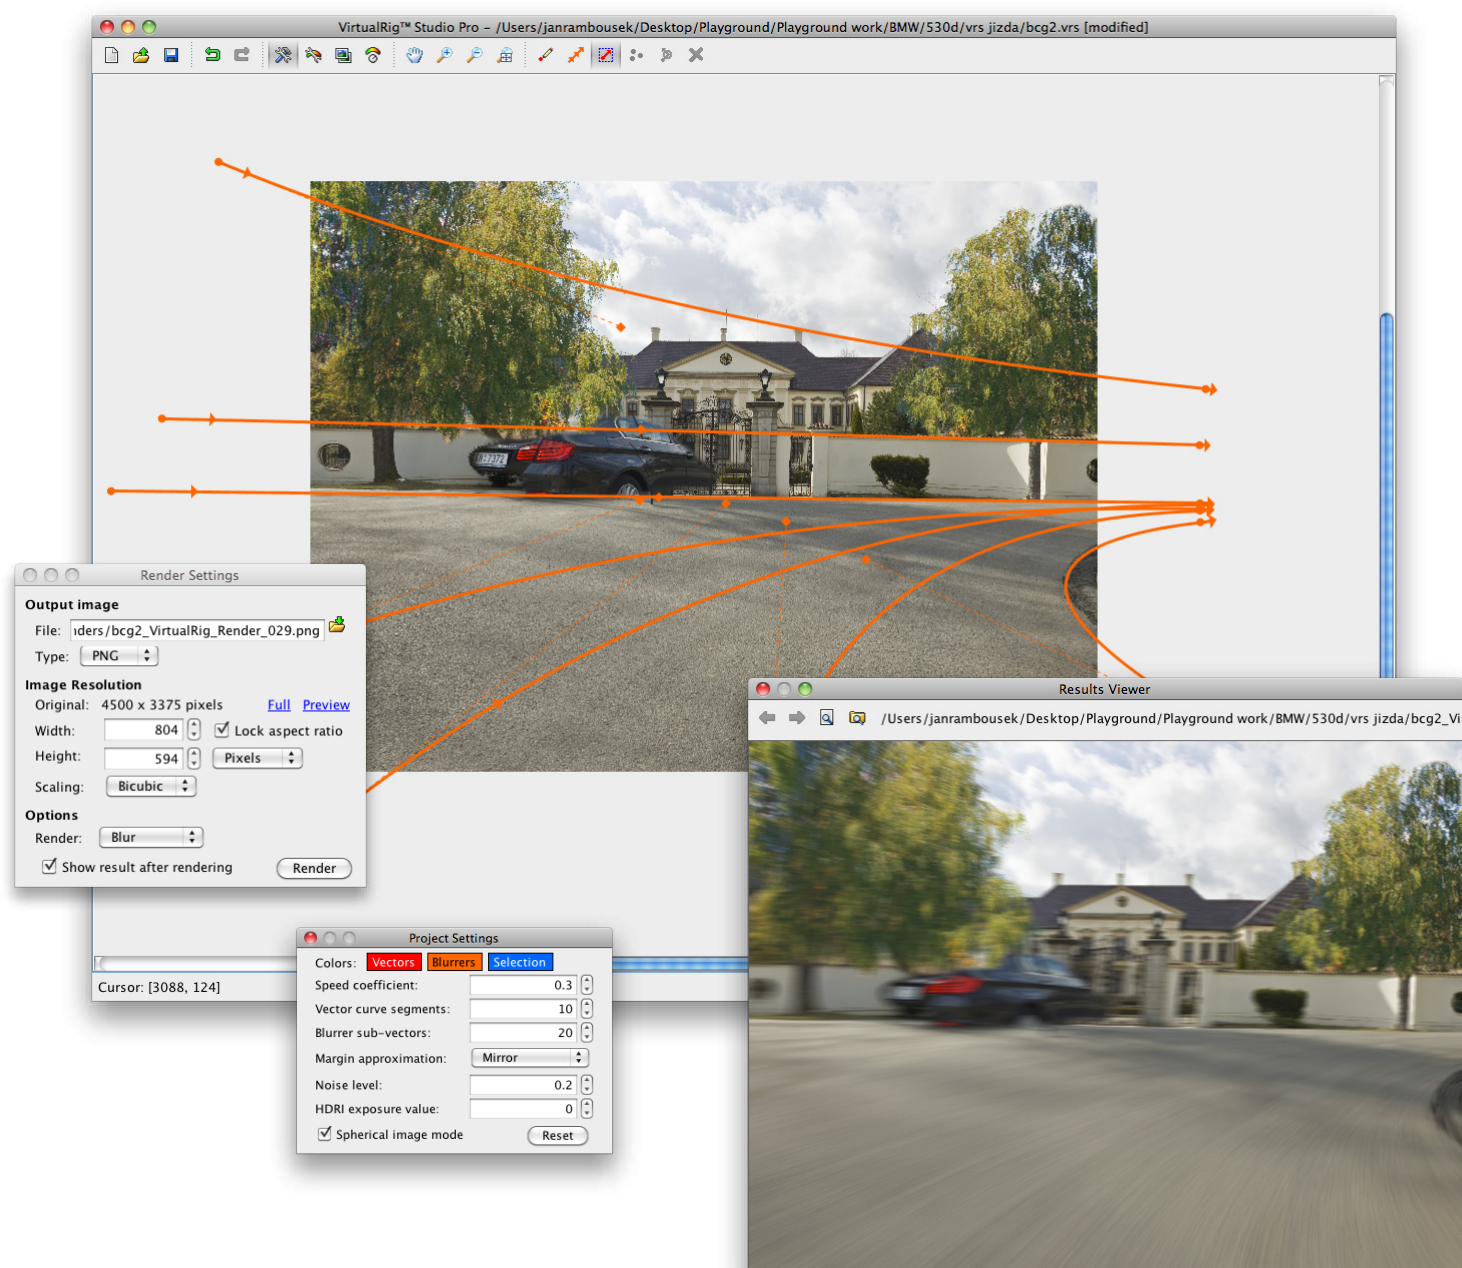 VirtualRig™ Studio Pro – /Users/janrambousek/Desktop/Playground/Playground work/BMW/530d/vrs jizda/bcg2.vrs [modified]
7372
Render Settings
Output image
File: ders/bcg2_VirtualRig_Render_029.png
Type: PNG
Image Resolution
Original: 4500 x 3375 pixels Full Preview
Width: 804 Lock aspect ratio
Height: 594 Pixels
Scaling: Bicubic
Options
Render: Blur
Show result after rendering Render
Cursor: [3088, 124]
Project Settings
Colors: Vectors Blurrers Selection
Speed coefficient: 0.3
Vector curve segments: 10
Blurrer sub-vectors: 20
Margin approximation: Mirror
Noise level: 0.2
HDRI exposure value: 0
Spherical image mode Reset
Results Viewer
/Users/janrambousek/Desktop/Playground/Playground work/BMW/530d/vrs jizda/bcg2_Vi